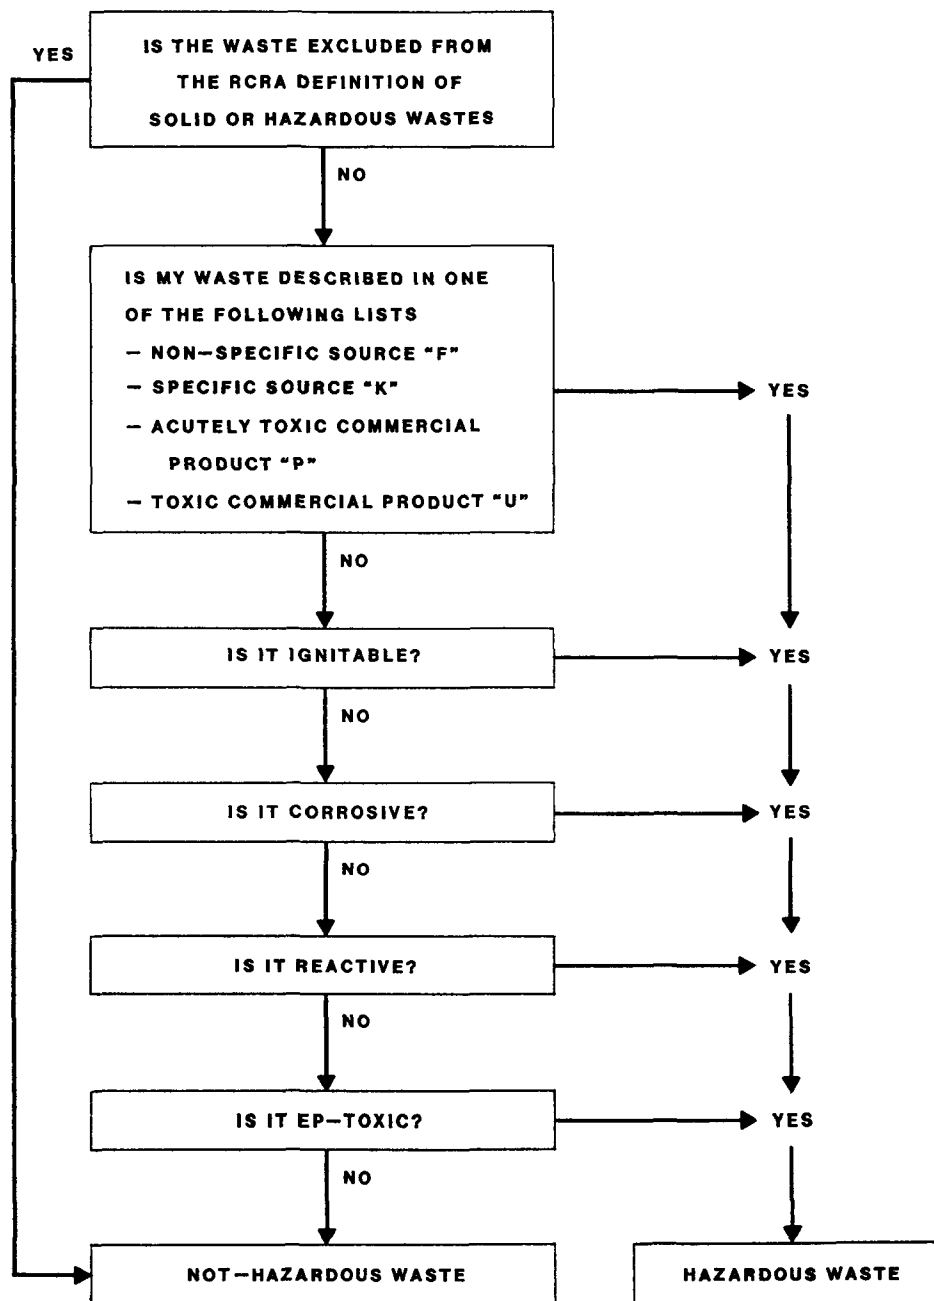 YES
IS THE WASTE EXCLUDED FROM
THE RCRA DEFINITION OF
SOLID OR HAZARDOUS WASTES
NO
IS MY WASTE DESCRIBED IN ONE
OF THE FOLLOWING LISTS
— NON—SPECIFIC SOURCE "F"
— SPECIFIC SOURCE "K"
— ACUTELY TOXIC COMMERCIAL
PRODUCT "P"
— TOXIC COMMERCIAL PRODUCT "U"
YES
NO
IS IT IGNITABLE?
YES
NO
IS IT CORROSIVE?
YES
NO
IS IT REACTIVE?
YES
NO
IS IT EP—TOXIC?
YES
NO
NOT—HAZARDOUS WASTE
HAZARDOUS WASTE